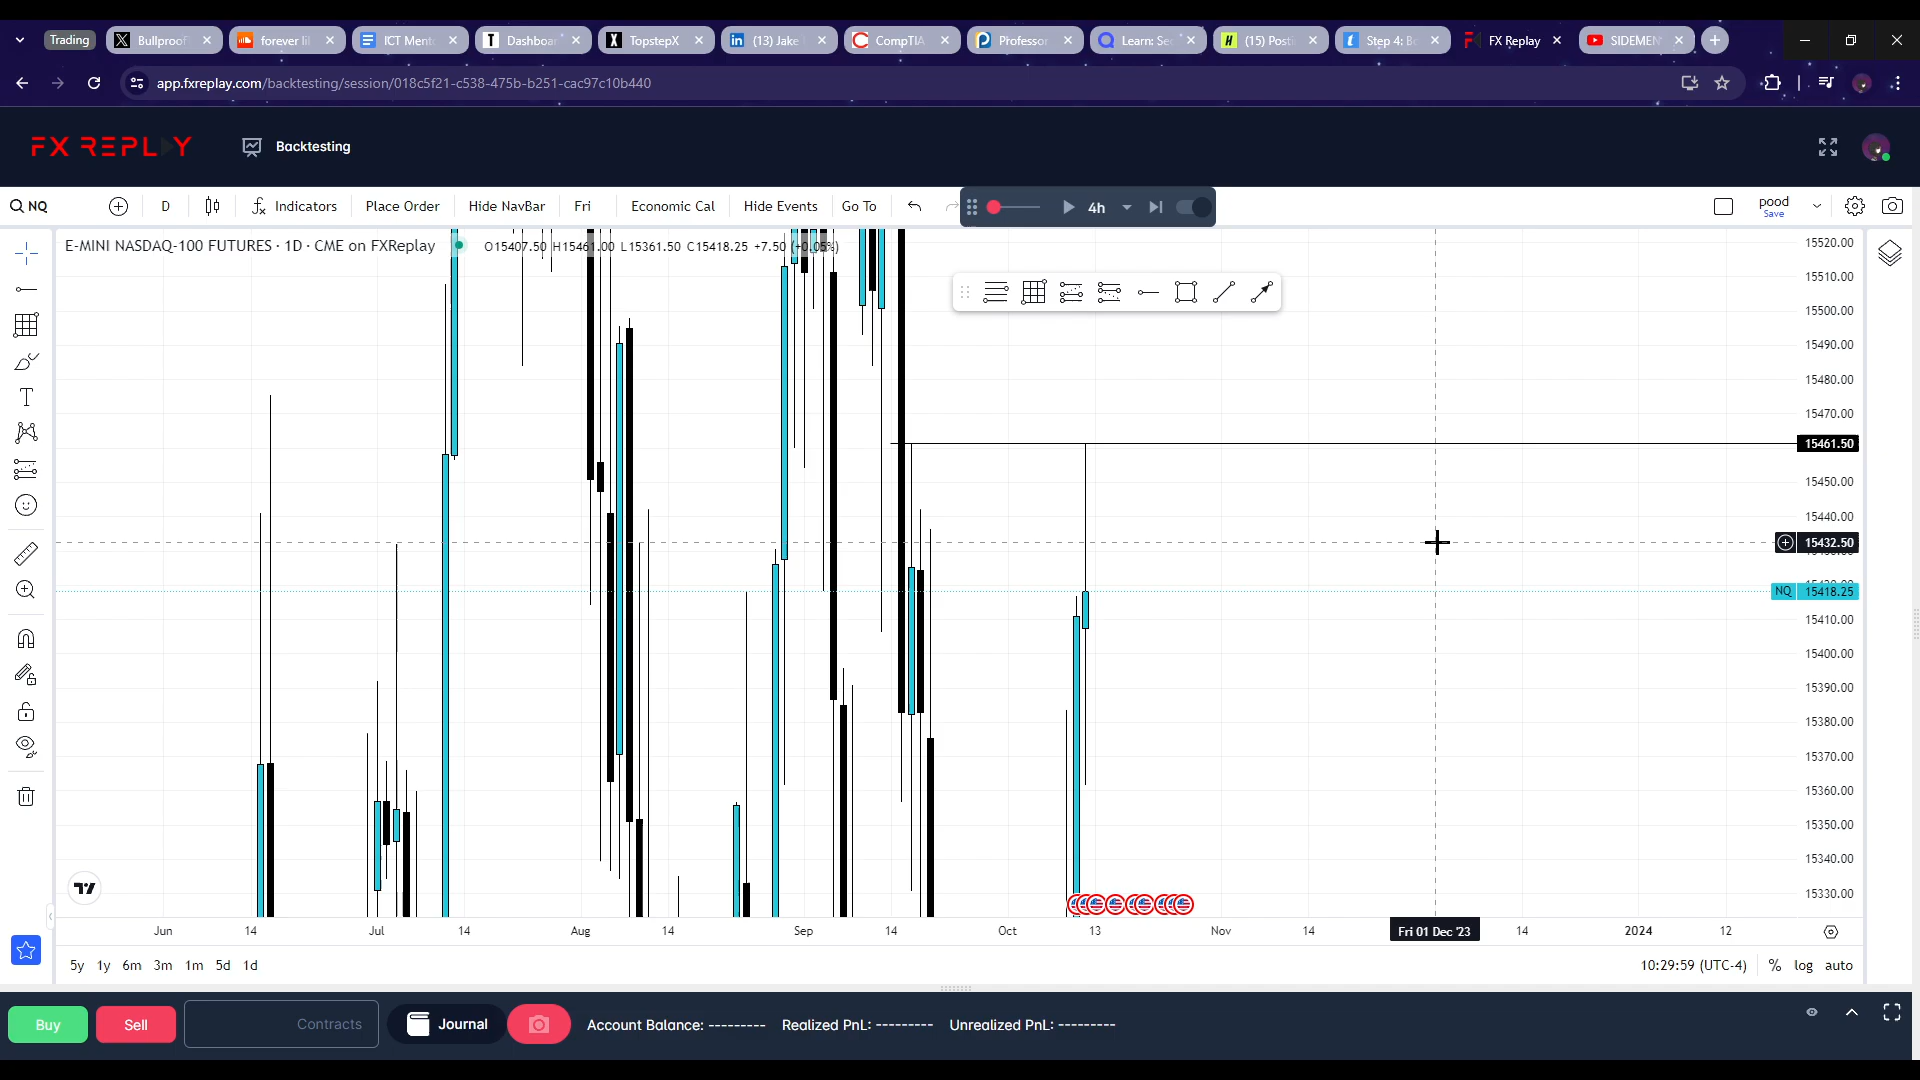 Trading
Bullproof
forever lil
ICT Ment
Dashboar
TopstepX
(13) Jake
CompTIA
Professor
Learn: Sec
(15) Posti
Step 4: B
FX Replay
SIDEMEN
app.fxreplay.com/backtesting/session/018c5f21-c538-475b-b251-cac97c10b440
FX REPLAY
Backtesting
NQ
D
Indicators
Place Order
Hide NavBar
Fri
Economic Cal
Hide Events
Go To
4h
pood
Save
E-MINI NASDAQ-100 FUTURES · 1D · CME on FXReplay
O15407.50 H15461.00 L15361.50 C15418.25 +7.50 (+0.05%)
15520.00
15510.00
15500.00
15490.00
15480.00
15470.00
15461.50
15450.00
15440.00
15432.50
NQ 15418.25
15410.00
15400.00
15390.00
15380.00
15370.00
15360.00
15350.00
15340.00
15330.00
Jun
14
Jul
14
Aug
14
Sep
14
Oct
13
Nov
14
Fri 01 Dec '23
14
2024
12
5y
1y
6m
3m
1m
5d
1d
10:29:59 (UTC-4)
%
log
auto
Buy
Sell
Contracts
Journal
Account Balance: ---------
Realized PnL: ---------
Unrealized PnL: ---------